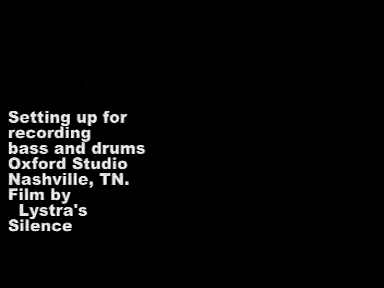 Setting up for
recording
bass and drums
Oxford Studio
Nashville, TN.
Film by
Lystra's
Silence